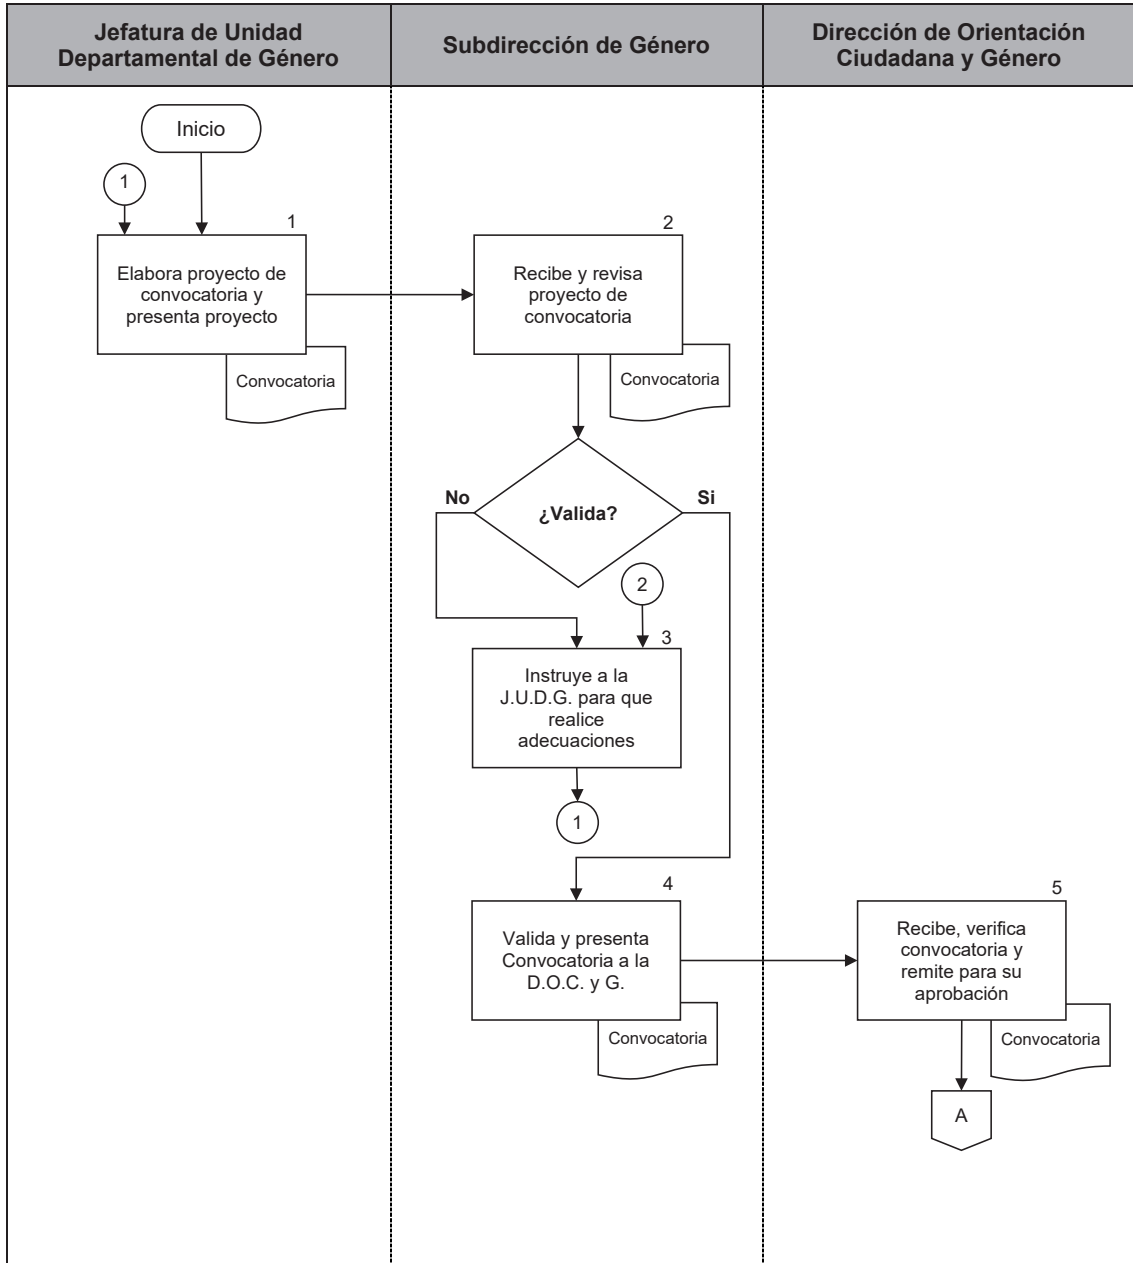 Jefatura de Unidad
Departamental de Género
Subdirección de Género
Dirección de Orientación
Ciudadana y Género
Inicio
1
1
Elabora proyecto de
convocatoria y
presenta proyecto
Convocatoria
2
Recibe y revisa
proyecto de
convocatoria
Convocatoria
¿Valida?
No
Si
2
3
Instruye a la
J.U.D.G. para que
realice
adecuaciones
1
4
Valida y presenta
Convocatoria a la
D.O.C. y G.
Convocatoria
5
Recibe, verifica
convocatoria y
remite para su
aprobación
Convocatoria
A